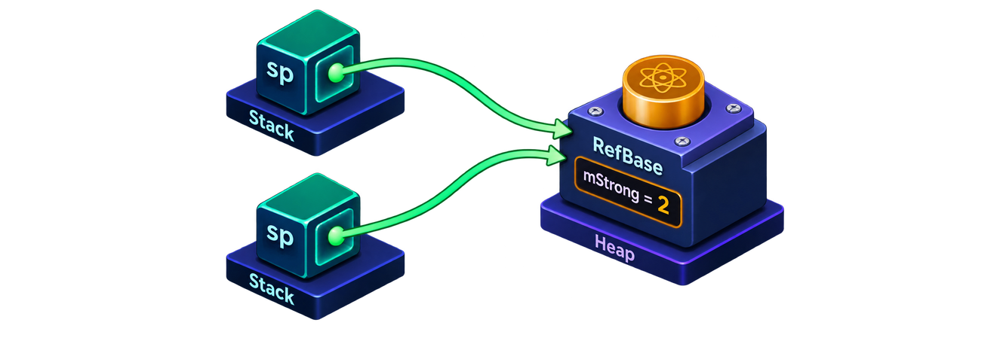 sp
Stack
sp
Stack
RefBase
mStrong = 2
Heap